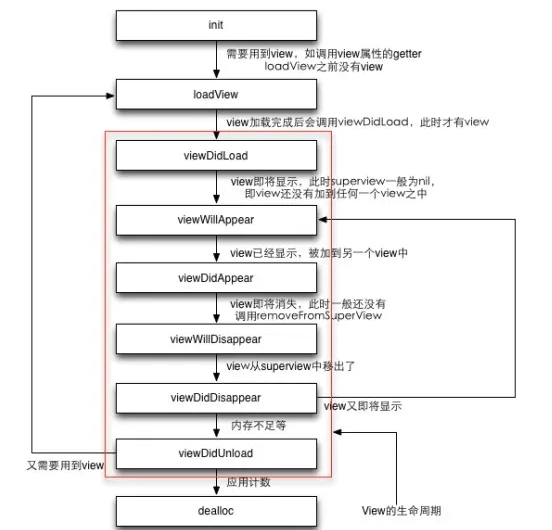 init
需要用到view，如调用view属性的getter
loadView之前没有view
loadView
view加载完成后会调用viewDidLoad，此时才有view
viewDidLoad
view即将显示，此时superview一般为nil，
即view还没有加到任何一个view之中
viewWillAppear
view已经显示，被加到另一个view中
viewDidAppear
view即将消失，此时一般还没有
调用removeFromSuperView
viewWillDisappear
view从superview中移出了
viewDidDisappear
view又即将显示
内存不足等
viewDidUnload
又需要用到view
应用计数
dealloc
View的生命周期